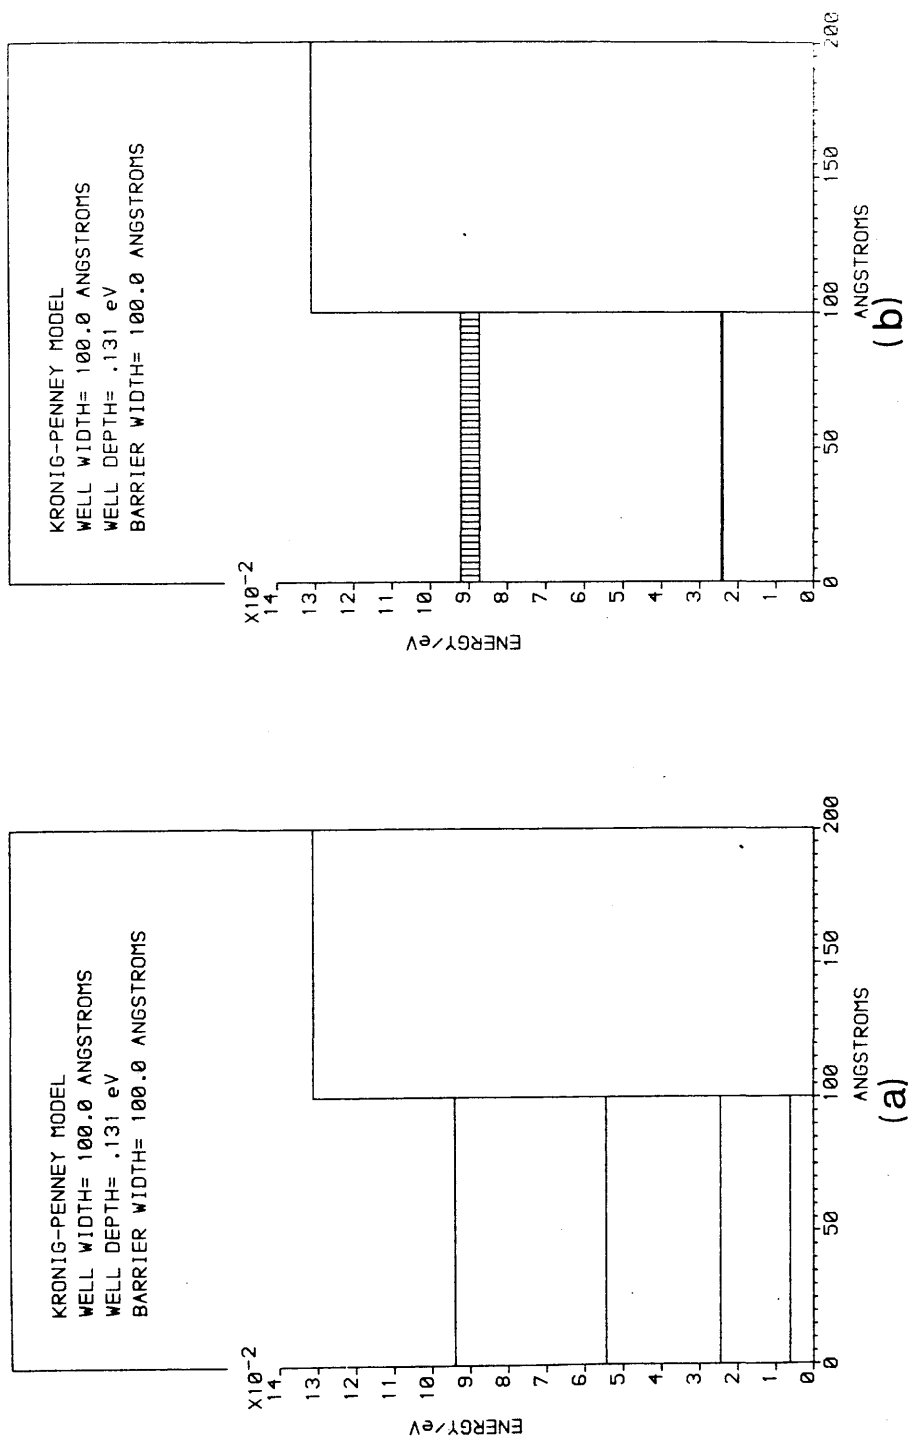 KRONIG-PENNEY MODEL
WELL WIDTH= 100.0 ANGSTROMS
WELL DEPTH= .131 eV
BARRIER WIDTH= 100.0 ANGSTROMS
X10-2
14
13
12
11
10
9
8
7
6
5
4
3
2
1
0
ENERGY/eV
0 50 100 150 200
ANGSTROMS
(a)
KRONIG-PENNEY MODEL
WELL WIDTH= 100.0 ANGSTROMS
WELL DEPTH= .131 eV
BARRIER WIDTH= 100.0 ANGSTROMS
X10-2
14
13
12
11
10
9
8
7
6
5
4
3
2
1
0
ENERGY/eV
0 50 100 150 200
ANGSTROMS
(b)